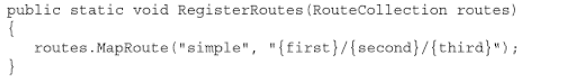 public static void RegisterRoutes(RouteCollection routes)
{
routes.MapRoute("simple", "{first}/{second}/{third}");
}